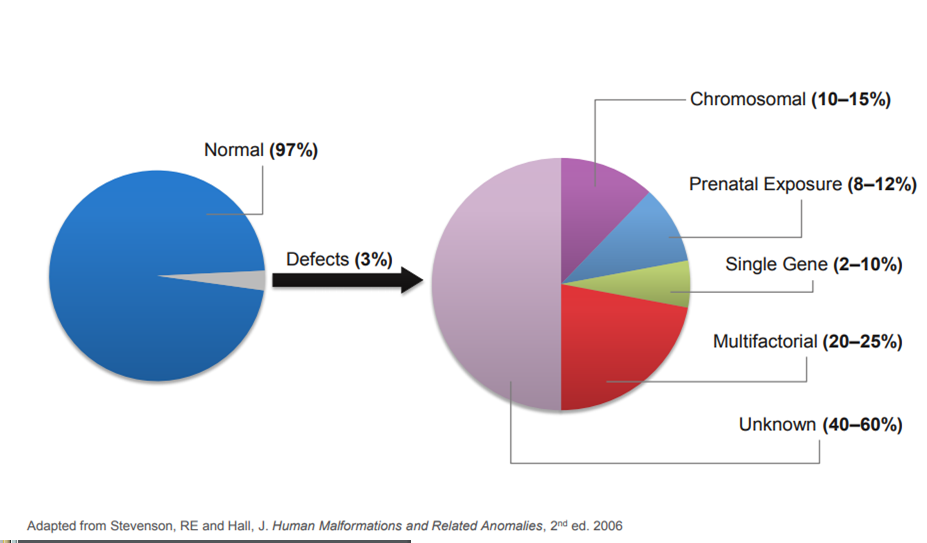 Chromosomal (10–15%)
Normal (97%)
Prenatal Exposure (8–12%)
Defects (3%)
Single Gene (2–10%)
Multifactorial (20–25%)
Unknown (40–60%)
Adapted from Stevenson, RE and Hall, J. Human Malformations and Related Anomalies, 2nd ed. 2006